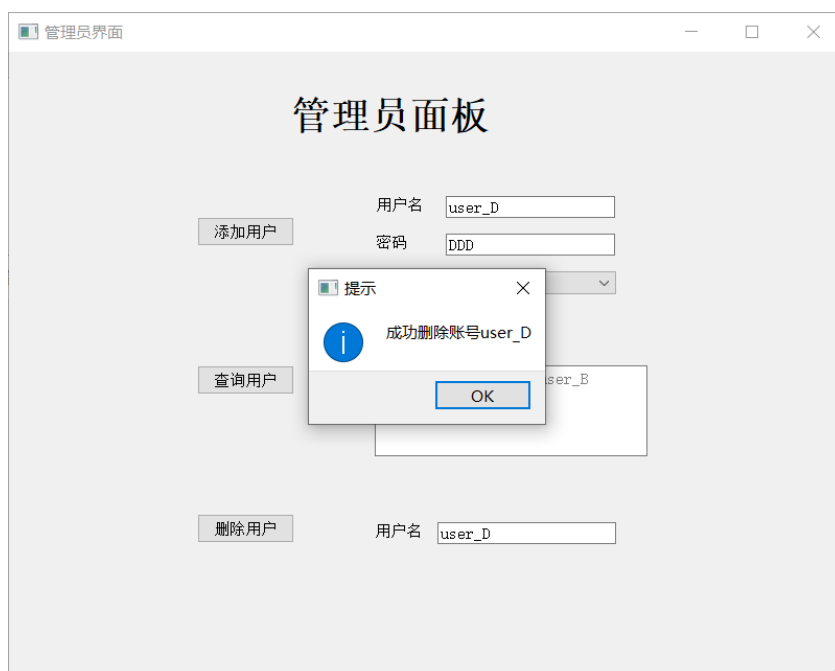 管理员界面
管理员面板
用户名 user_D
添加用户
密码 DDD
提示
成功删除账号user_D
OK
查询用户
ser_B
删除用户 用户名 user_D